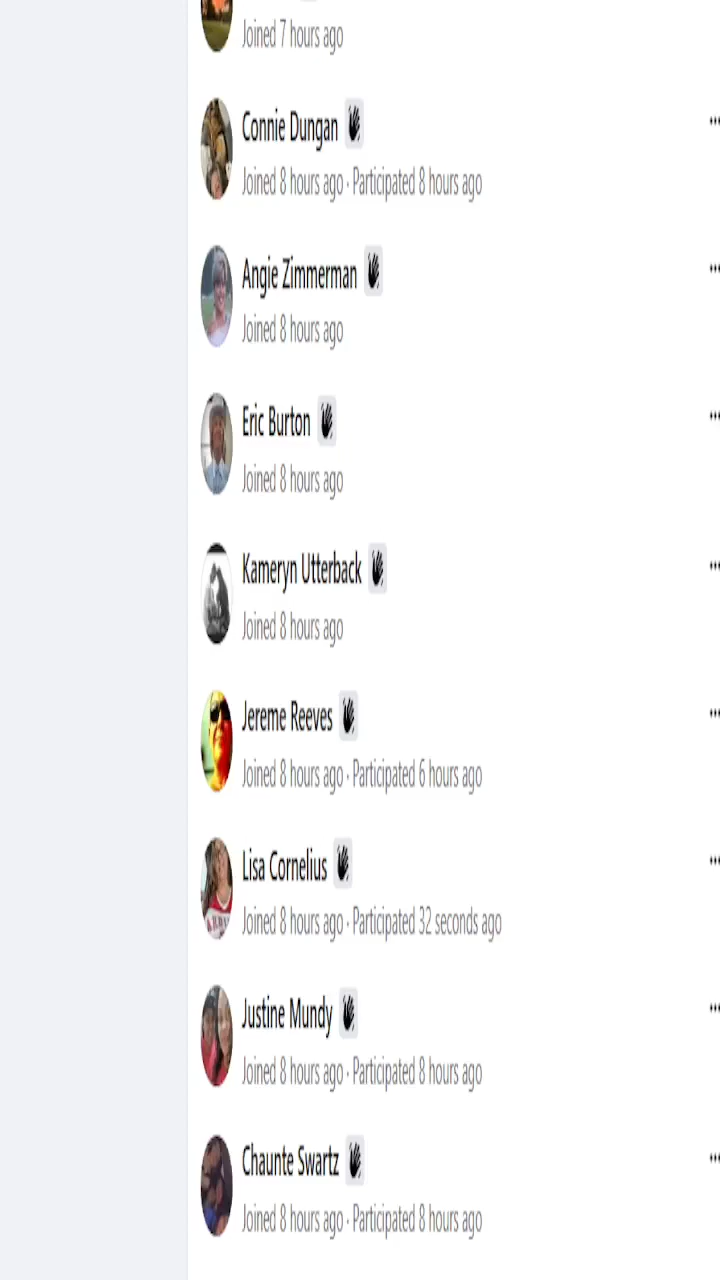 Joined 7 hours ago
Connie Dungan
Joined 8 hours ago · Participated 8 hours ago
Angie Zimmerman
Joined 8 hours ago
Eric Burton
Joined 8 hours ago
Kameryn Utterback
Joined 8 hours ago
Jereme Reeves
Joined 8 hours ago · Participated 6 hours ago
Lisa Cornelius
Joined 8 hours ago · Participated 32 seconds ago
Justine Mundy
Joined 8 hours ago · Participated 8 hours ago
Chaunte Swartz
Joined 8 hours ago · Participated 8 hours ago